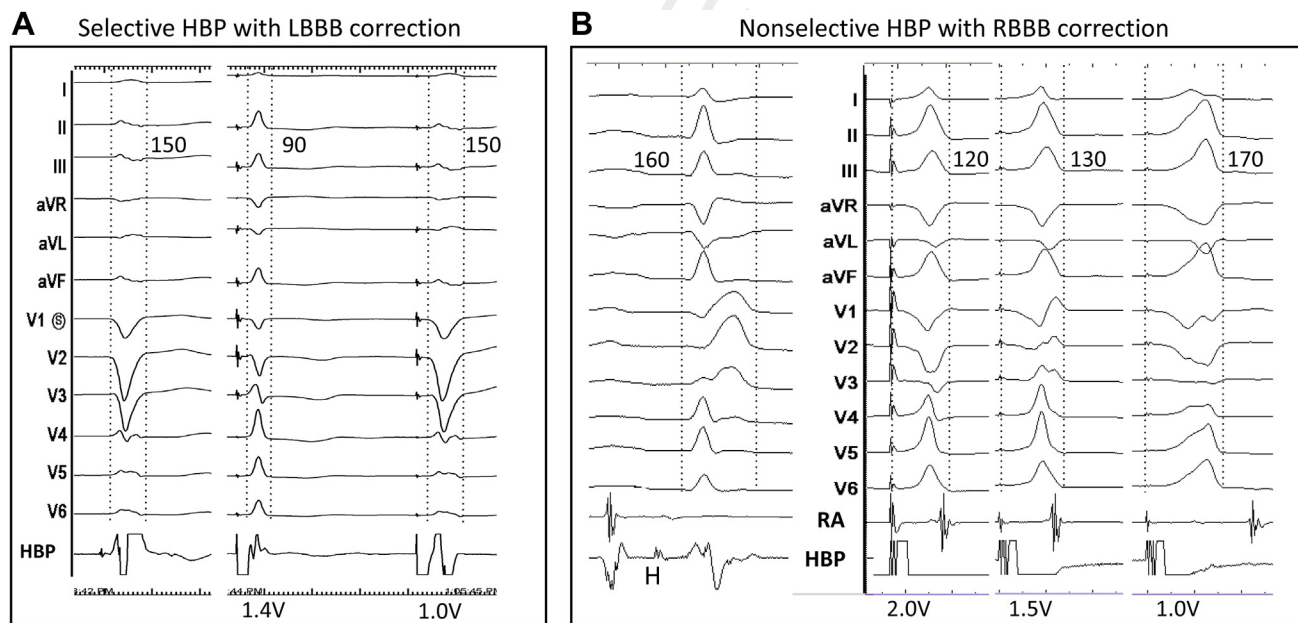 A Selective HBP with LBBB correction
I
II
III
aVR
aVL
aVF
V1 Ⓢ
V2
V3
V4
V5
V6
HBP
150
90
150
1.4V
1.0V
B Nonselective HBP with RBBB correction
160
H
I
II
III
aVR
aVL
aVF
V1
V2
V3
V4
V5
V6
RA
HBP
120
130
170
2.0V
1.5V
1.0V